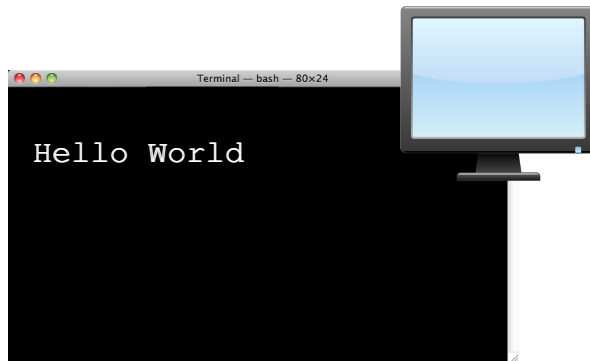 Terminal — bash — 80×24
Hello World